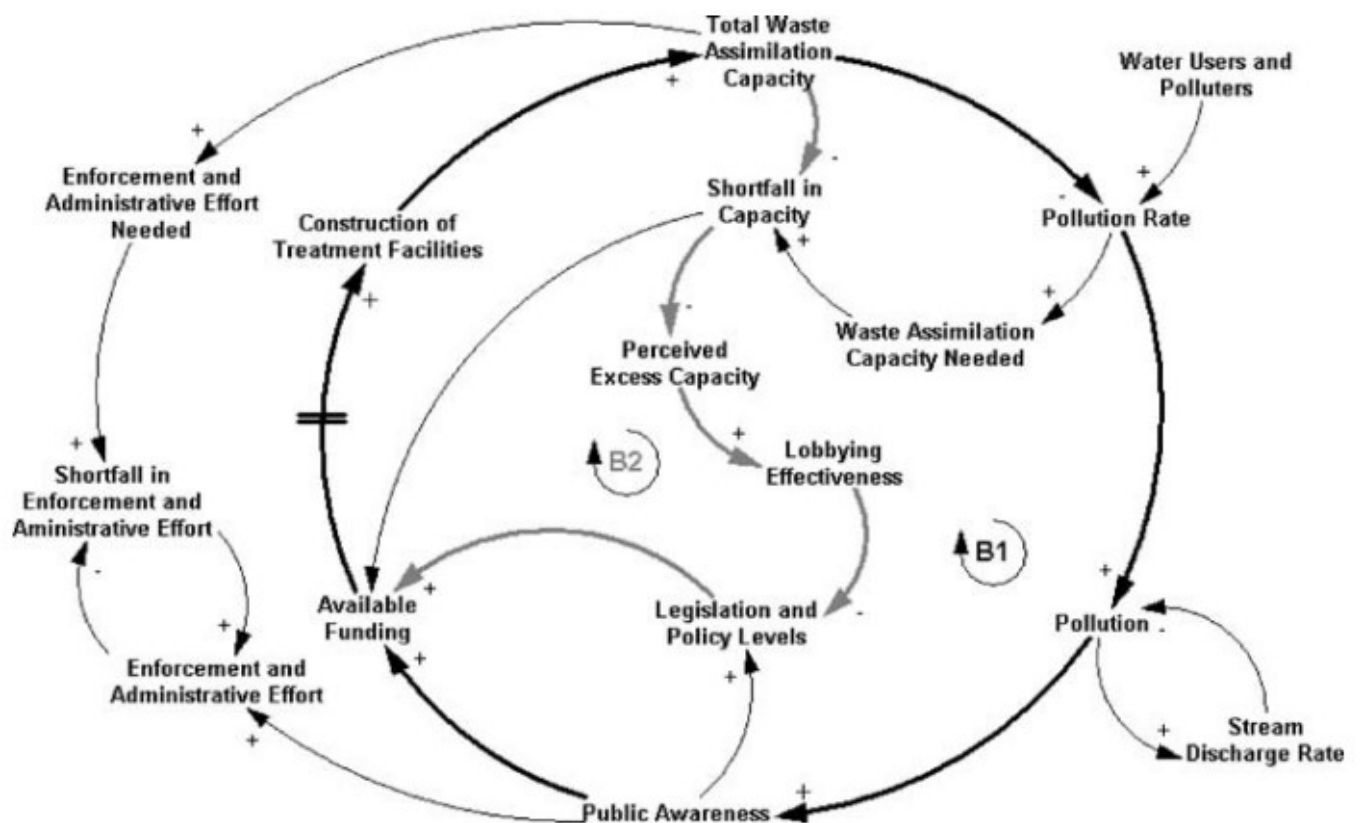 Total Waste
Assimilation
Capacity
Water Users and
Polluters
+
+
+
-
Enforcement and
Administrative Effort
Needed
Shortfall in
Capacity
-
Pollution Rate
Construction of
Treatment Facilities
+
+
+
-
Waste Assimilation
Capacity Needed
Perceived
Excess Capacity
+
+
B2
Lobbying
Effectiveness
Shortfall in
Enforcement and
Aministrative Effort
B1
-
+
+
Available
Funding
Legislation and
Policy Levels
-
Pollution
-
+
+
+
Enforcement and
Administrative Effort
+
+
Stream
Discharge Rate
+
Public Awareness